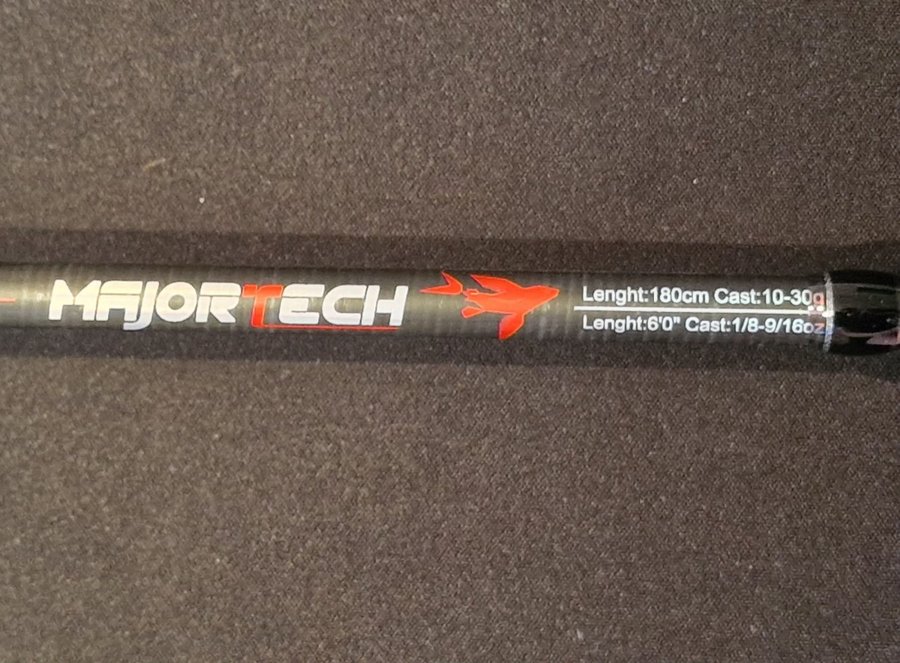 MAJORTECH
Lenght:180cm Cast:10-30g
Lenght:6'0" Cast:1/8-9/16oz